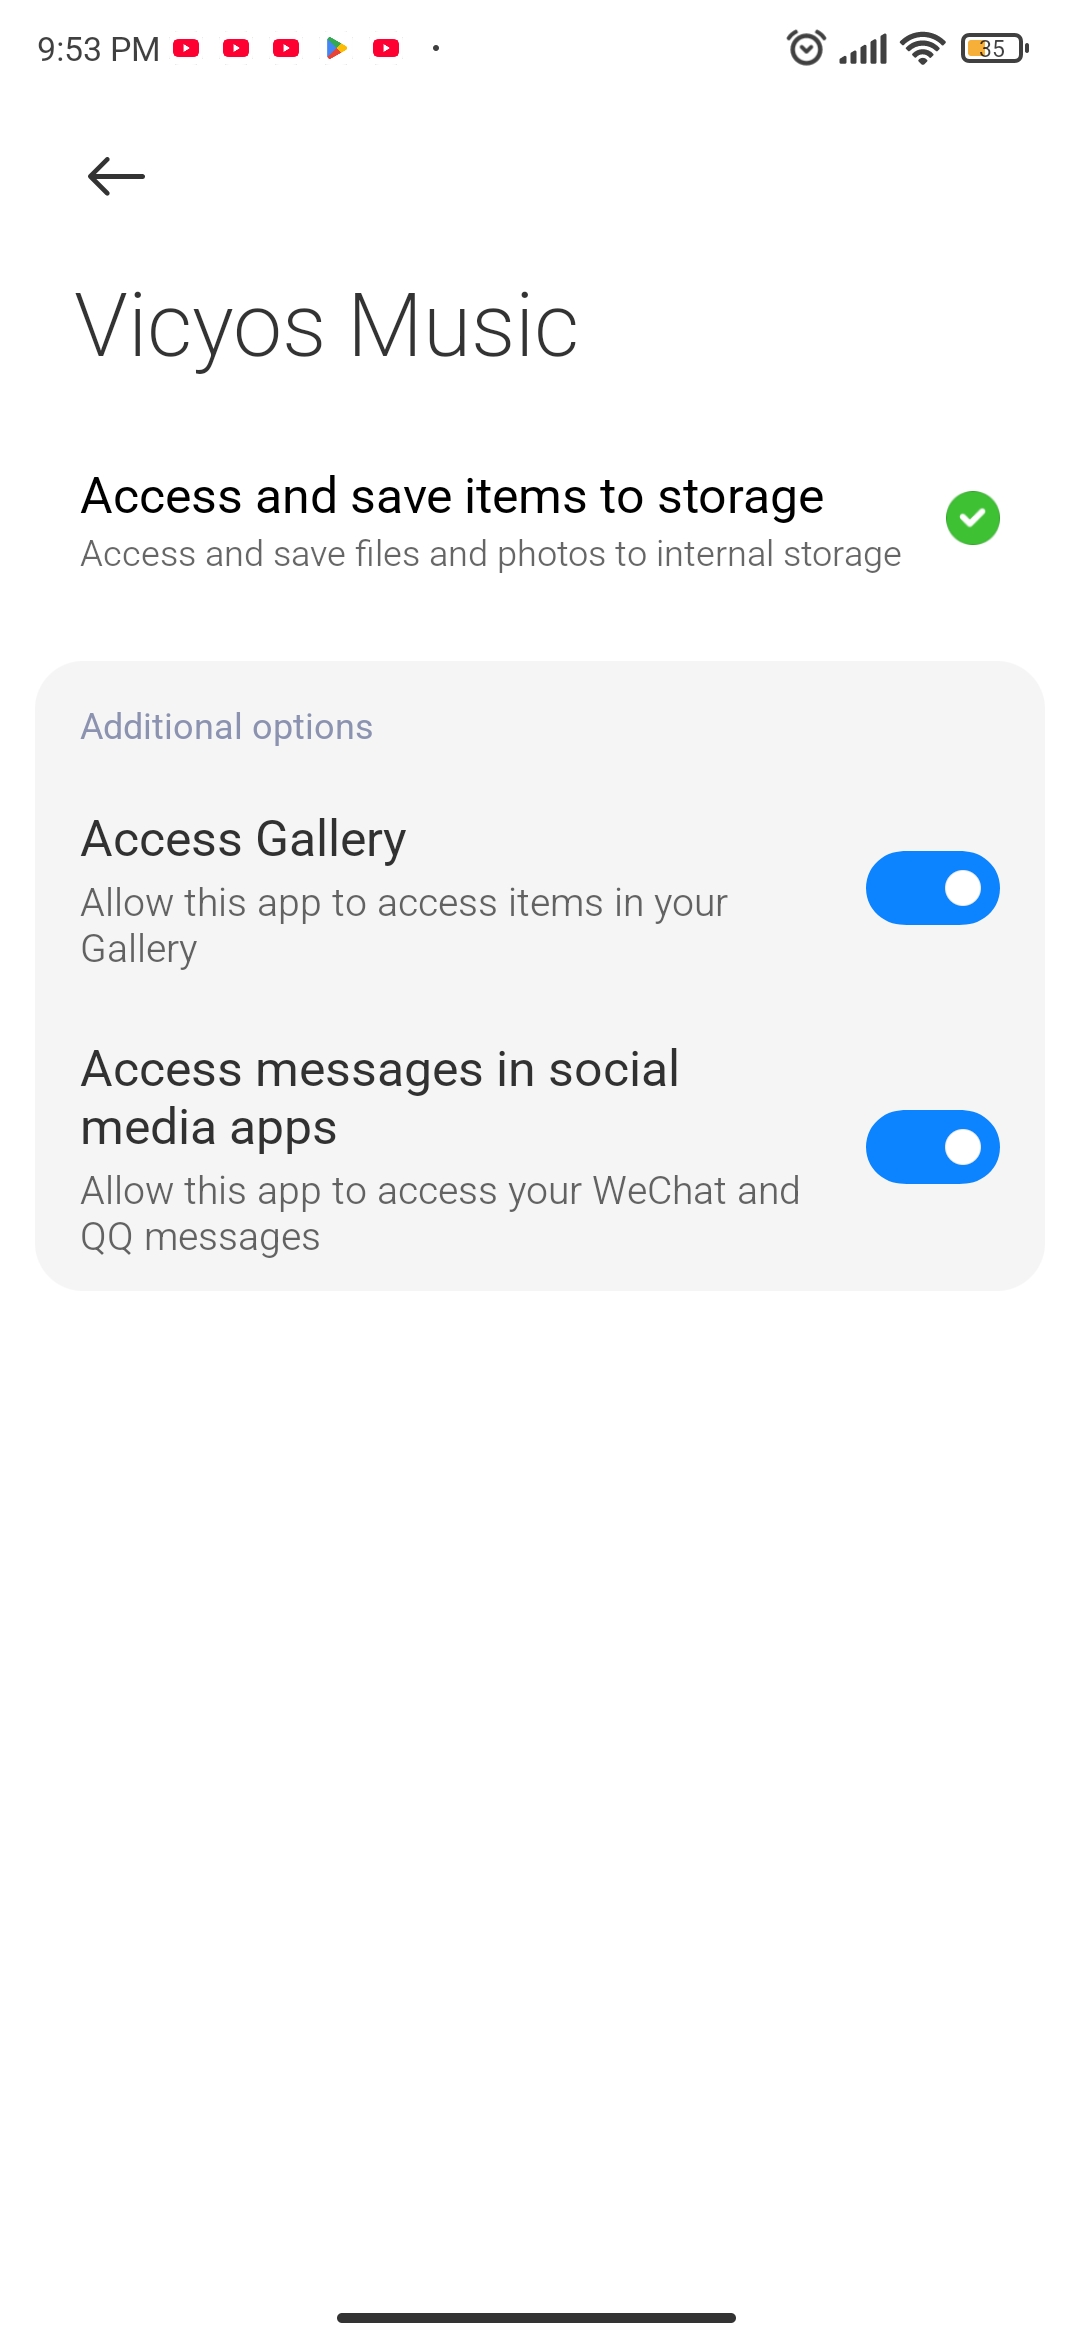 9:53 PM
35
Vicyos Music
Access and save items to storage
Access and save files and photos to internal storage
Additional options
Access Gallery
Allow this app to access items in your
Gallery
Access messages in social
media apps
Allow this app to access your WeChat and
QQ messages